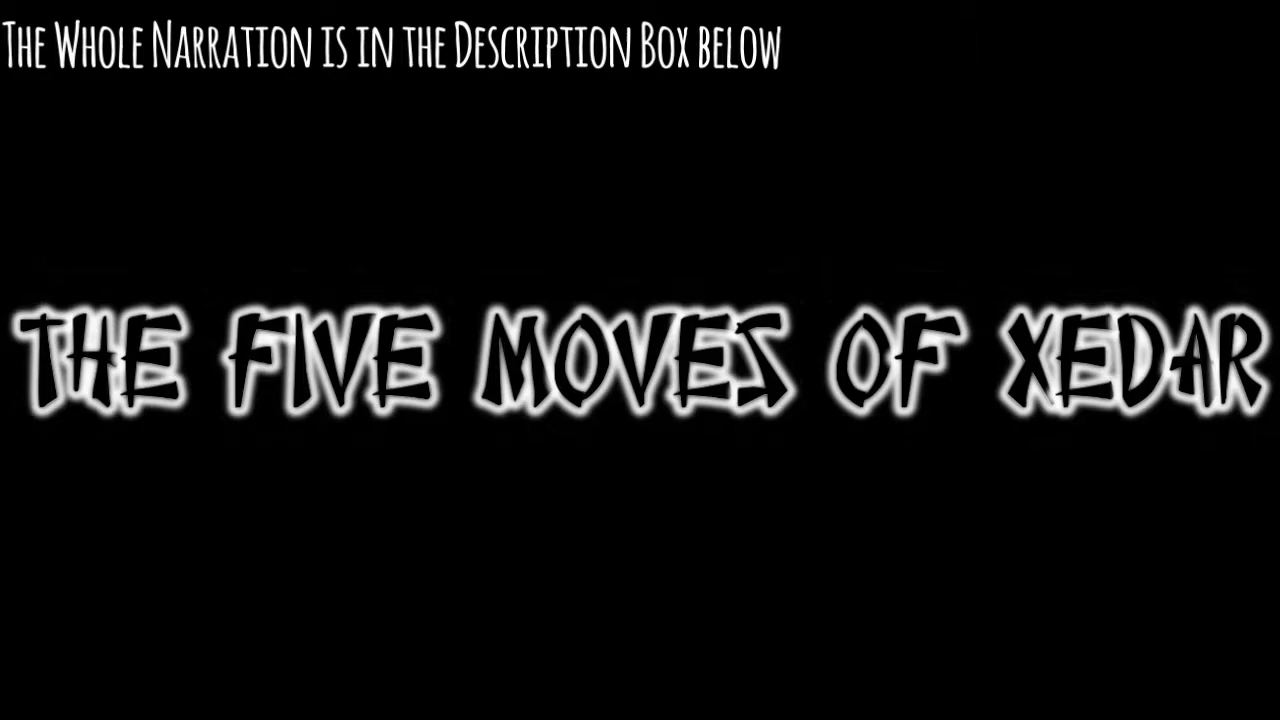 The Whole Narration is in the Description Box below
THE FIVE MOVES OF XEDAR